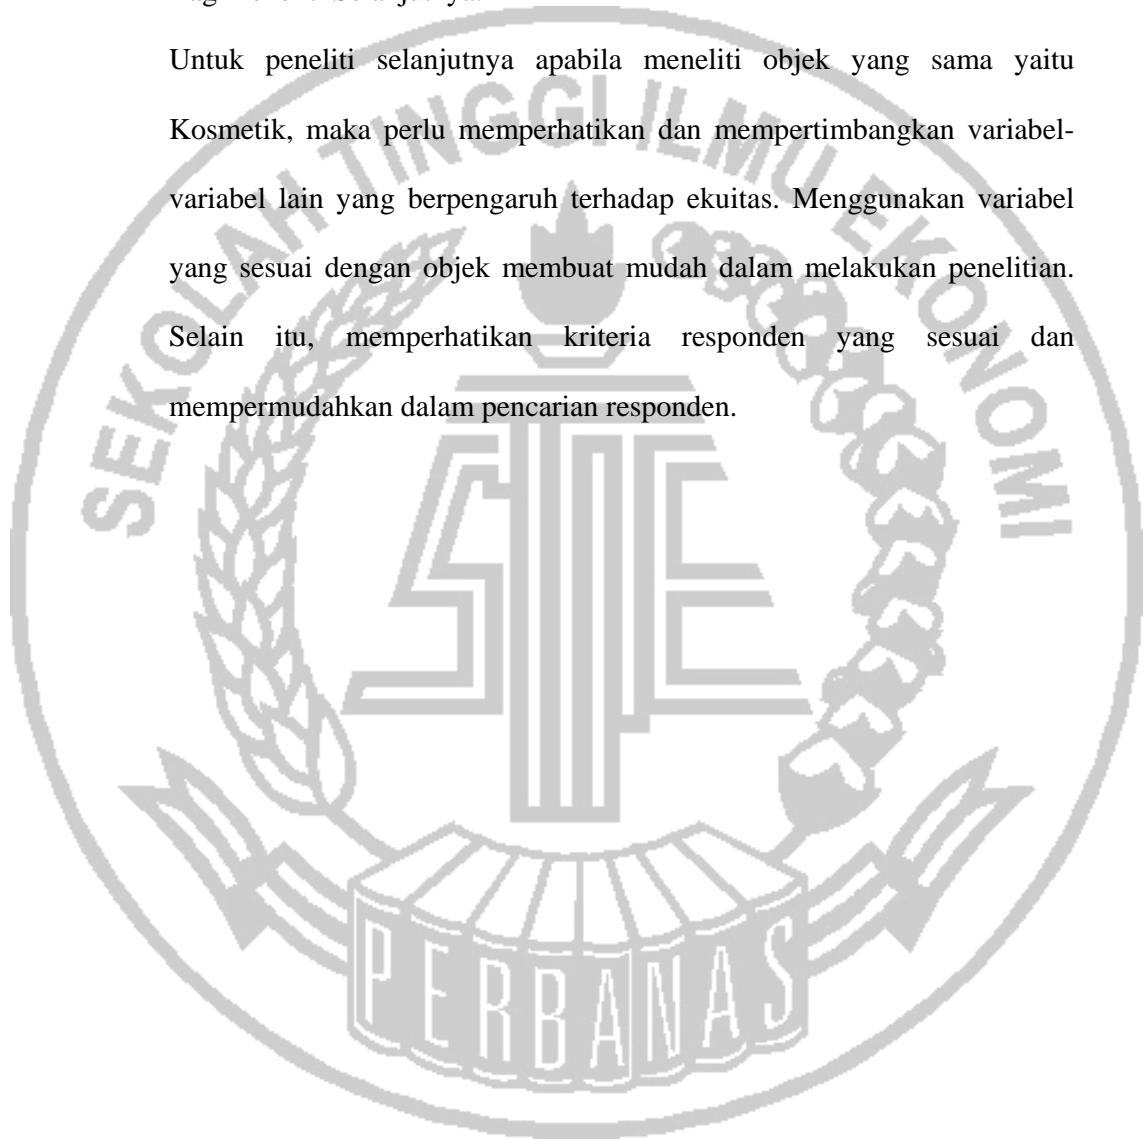 Selanjutnya
Untuk peneliti selanjutnya apabila meneliti objek yang sama yaitu
Kosmetik, maka perlu memperhatikan dan mempertimbangkan variabel-
variabel lain yang berpengaruh terhadap ekuitas. Menggunakan variabel
yang sesuai dengan objek membuat mudah dalam melakukan penelitian.
Selain itu, memperhatikan kriteria responden yang sesuai dan
mempermudahkan dalam pencarian responden.
SEKOLAH TINGGI ILMU EKONOMI
STIE
PERBANAS